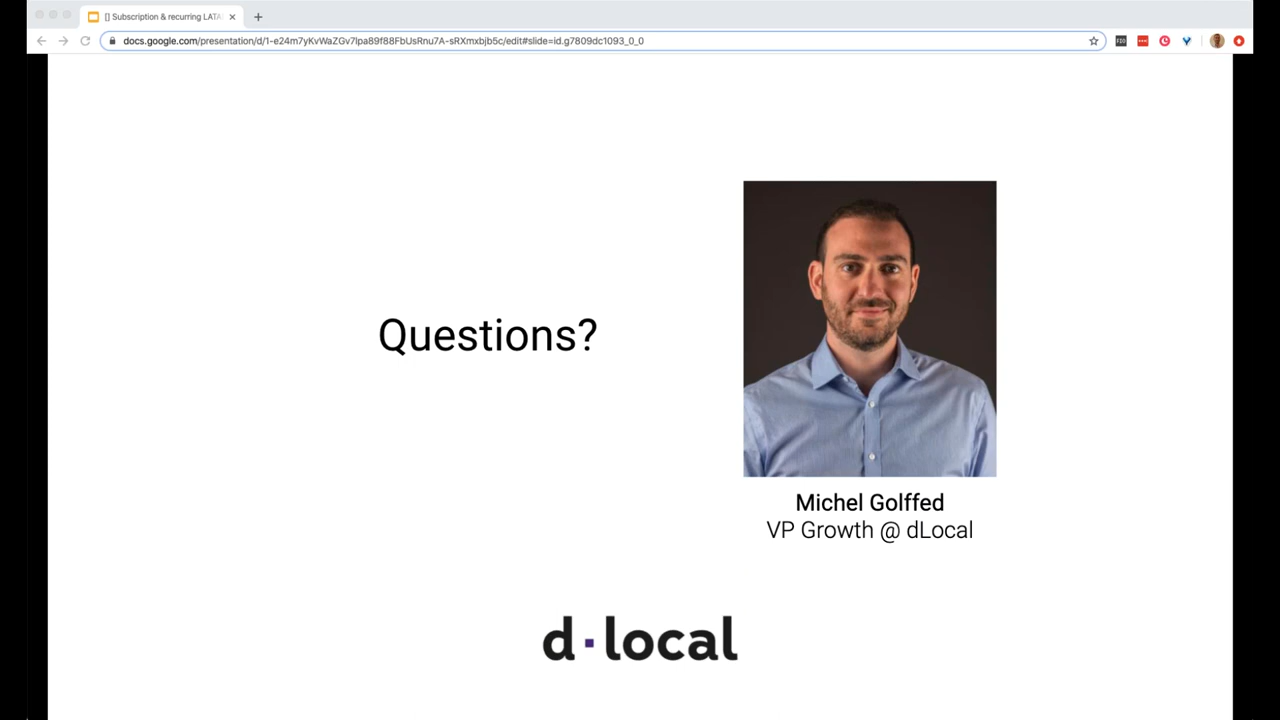 [] Subscription & recurring LATA
docs.google.com/presentation/d/1-e24m7yKvWaZGv7lpa89f88FbUsRnu7A-sRXmxbjb5c/edit#slide=id.g7809dc1093_0_0
Questions?
Michel Golffed
VP Growth @ dLocal
d·local